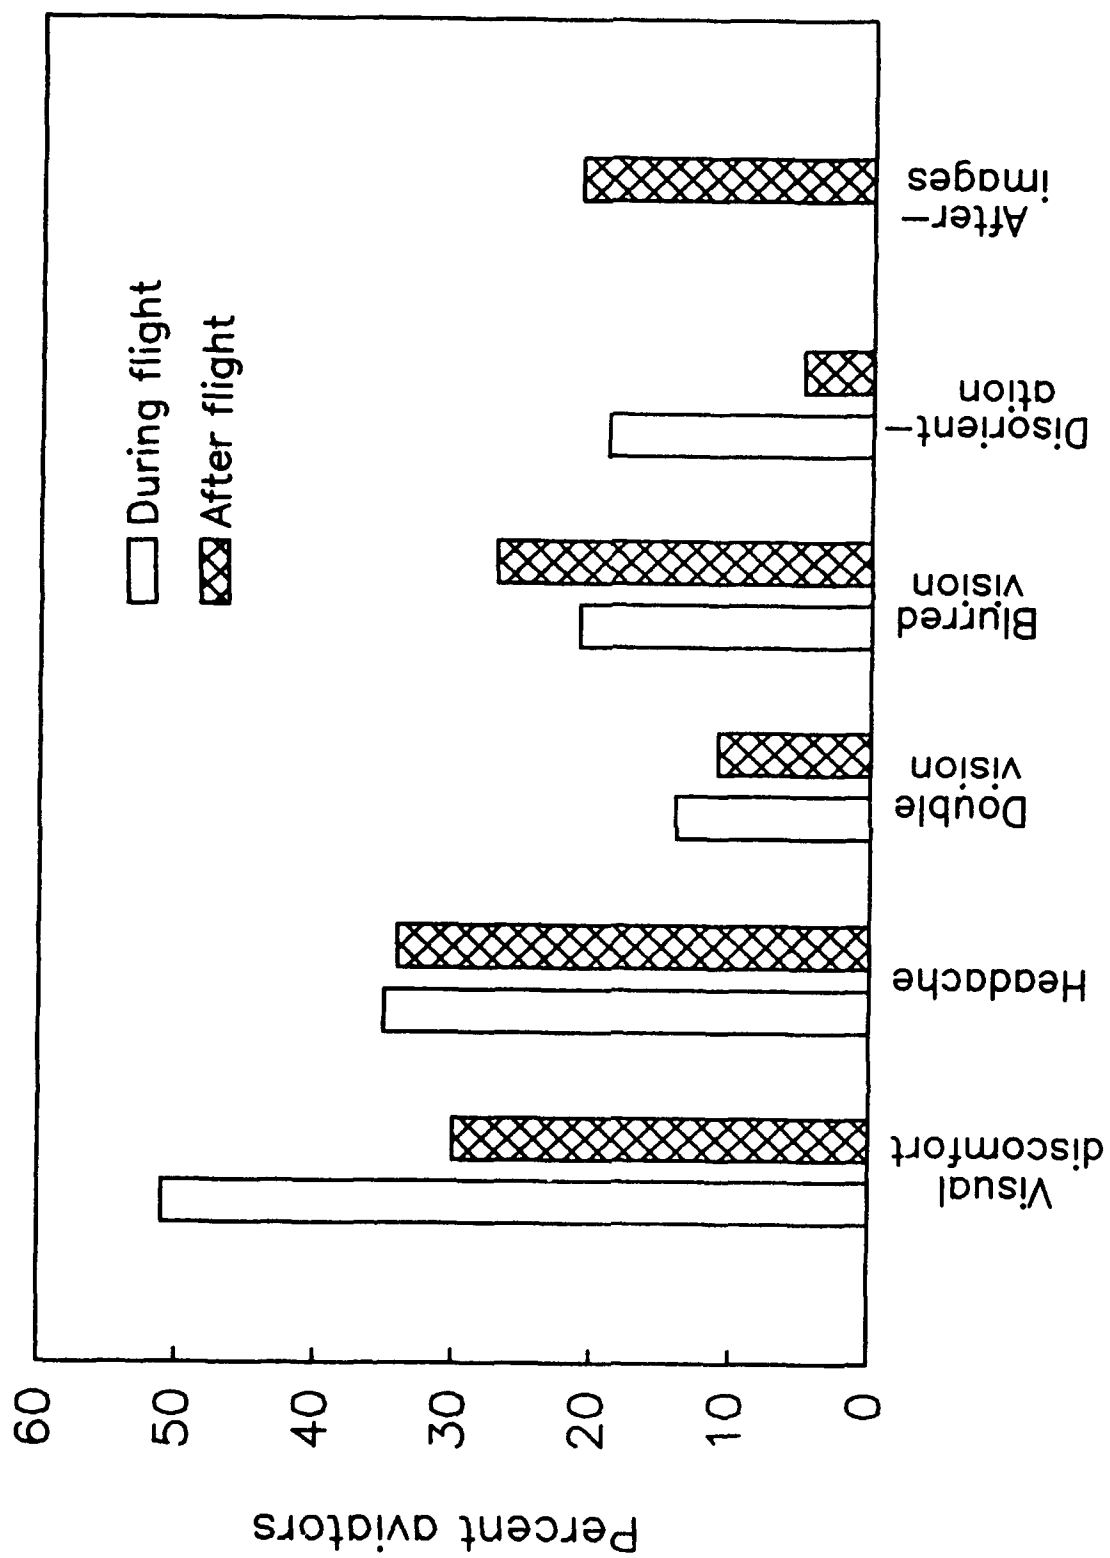 Percent aviators
60
50
40
30
20
10
0
During flight
After flight
Visual
discomfort
Headache
Double
vision
Blurred
vision
Disorient-
ation
After-
images